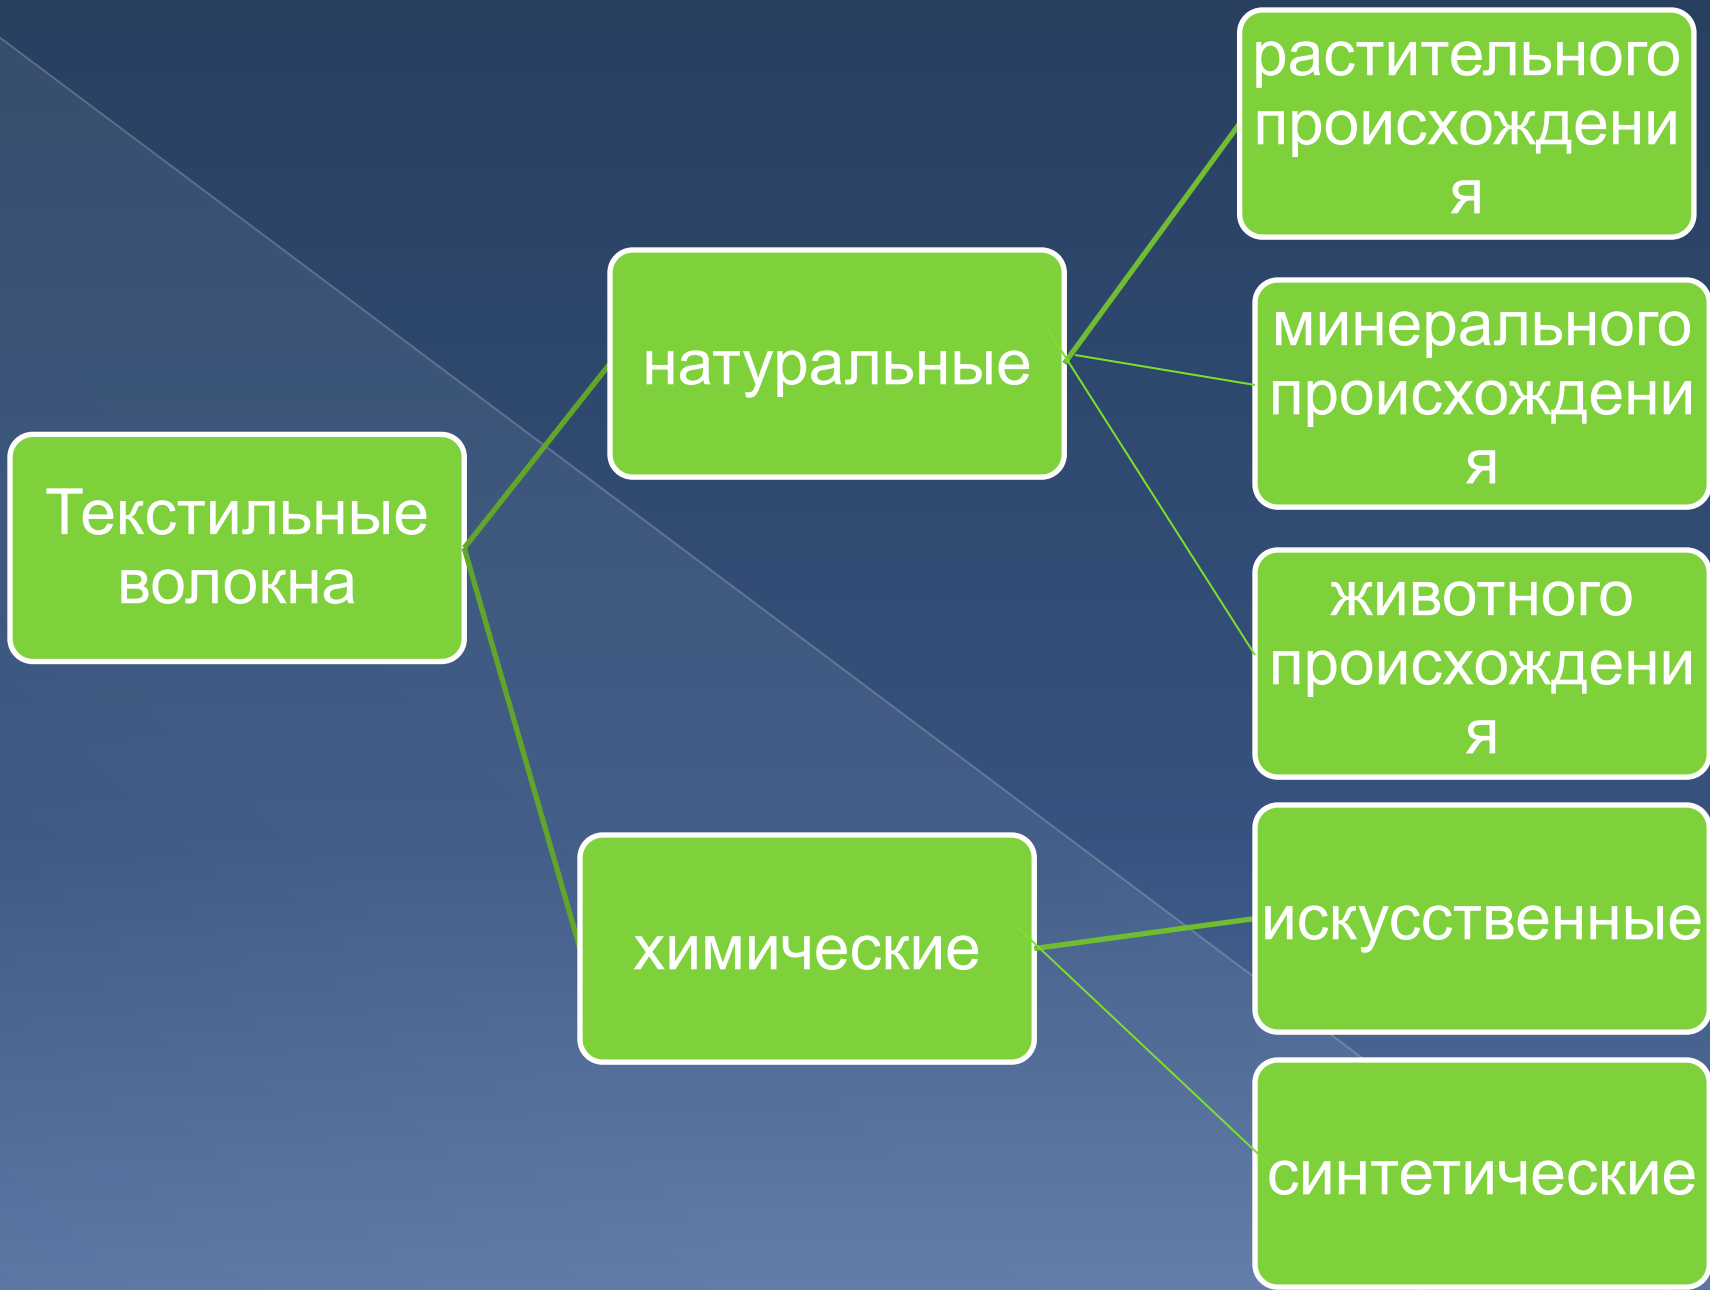 Текстильные
волокна
натуральные
химические
растительного
происхождени
я
минерального
происхождени
я
животного
происхождени
я
искусственные
синтетические